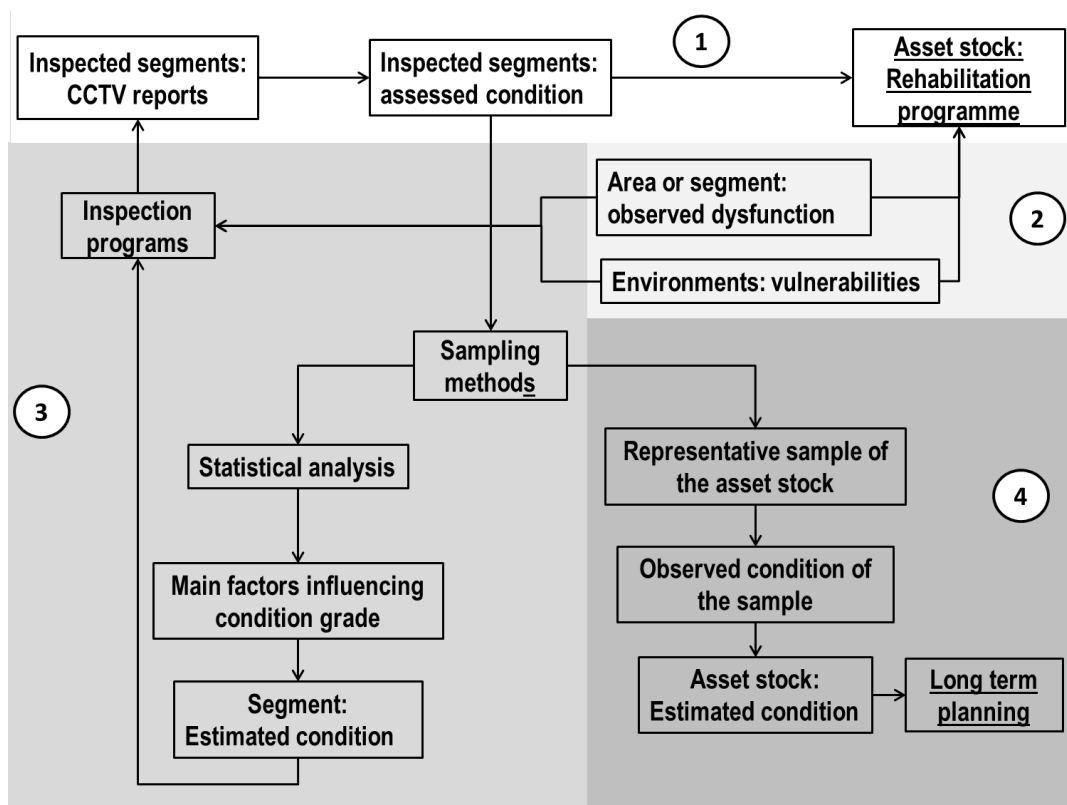 Inspected segments:
CCTV reports
Inspected segments:
assessed condition
1
Asset stock:
Rehabilitation
programme
Inspection
programs
Area or segment:
observed dysfunction
2
Environments: vulnerabilities
Sampling
methods
3
Statistical analysis
Representative sample of
the asset stock
4
Main factors influencing
condition grade
Observed condition of
the sample
Segment:
Estimated condition
Asset stock:
Estimated condition
Long term
planning